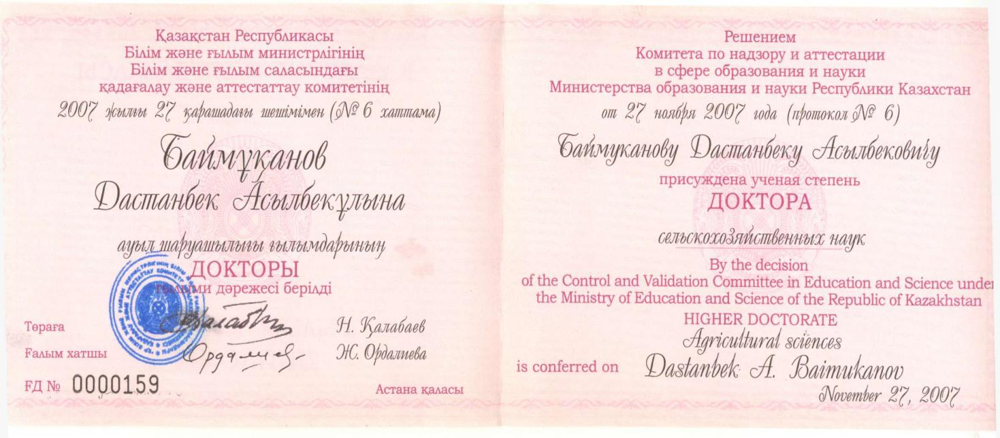 Қазақстан Республикасы
Білім және ғылым министрлігінің
Білім және ғылым саласындағы
қадағалау және аттестаттау комитетінің
2007 жылғы 27 қарашадағы шешімімен (№ 6 хаттама)
Баймұқанов
Дастанбек Асылбекұлына
ауыл шаруашылығы ғылымдарының
ДОКТОРЫ
ғылыми дәрежесі берілді
Төраға
Н. Қалабаев
Ғалым хатшы
Ж. Ордалиева
ҒД № 0000159
Астана қаласы
Решением
Комитета по надзору и аттестации
в сфере образования и науки
Министерства образования и науки Республики Казахстан
от 27 ноября 2007 года (протокол № 6)
Баймуканову Дастанбеку Асылбековичу
присуждена ученая степень
ДОКТОРА
сельскохозяйственных наук
By the decision
of the Control and Validation Committee in Education and Science under
the Ministry of Education and Science of the Republic of Kazakhstan
HIGHER DOCTORATE
Agricultural sciences
is conferred on Dastanbek A. Baimukanov
November 27, 2007